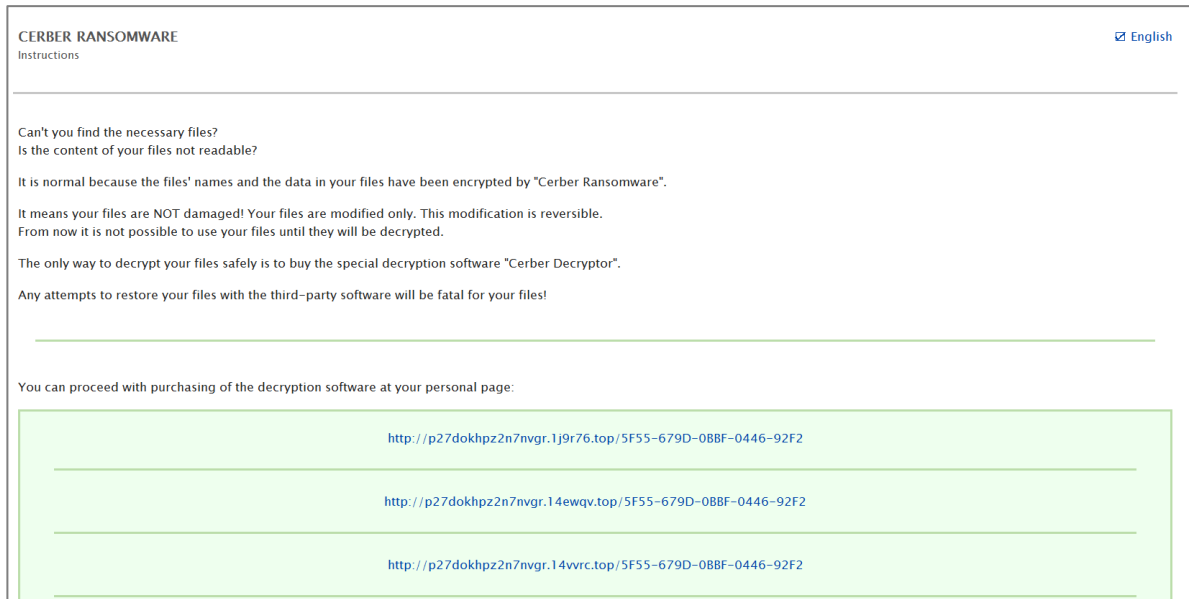 CERBER RANSOMWARE
Instructions
English
Can't you find the necessary files?
Is the content of your files not readable?
It is normal because the files' names and the data in your files have been encrypted by "Cerber Ransomware".
It means your files are NOT damaged! Your files are modified only. This modification is reversible.
From now it is not possible to use your files until they will be decrypted.
The only way to decrypt your files safely is to buy the special decryption software "Cerber Decryptor".
Any attempts to restore your files with the third-party software will be fatal for your files!
You can proceed with purchasing of the decryption software at your personal page:
http://p27dokhpz2n7nvgr.1j9r76.top/5F55-679D-0BBF-0446-92F2
http://p27dokhpz2n7nvgr.14ewqv.top/5F55-679D-0BBF-0446-92F2
http://p27dokhpz2n7nvgr.14vvrc.top/5F55-679D-0BBF-0446-92F2